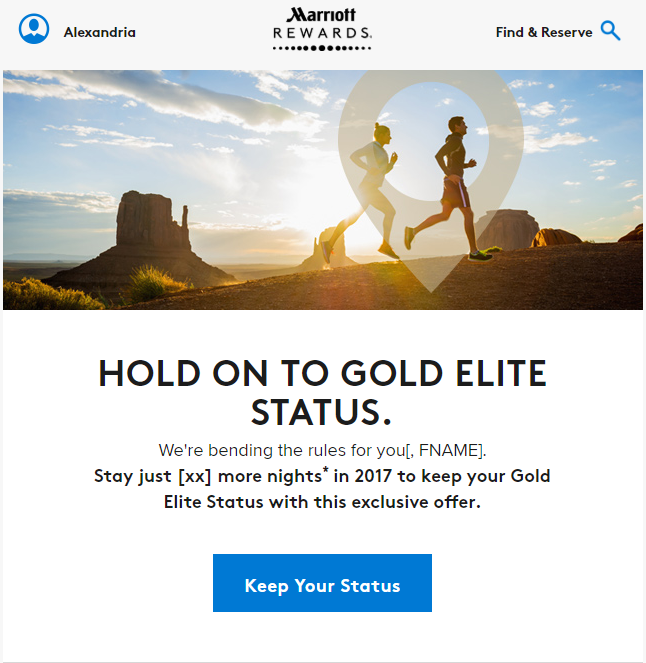 Alexandria
Marriott
REWARDS®
Find & Reserve
HOLD ON TO GOLD ELITE
STATUS.
We're bending the rules for you[, FNAME].
Stay just [xx] more nights* in 2017 to keep your Gold
Elite Status with this exclusive offer.
Keep Your Status